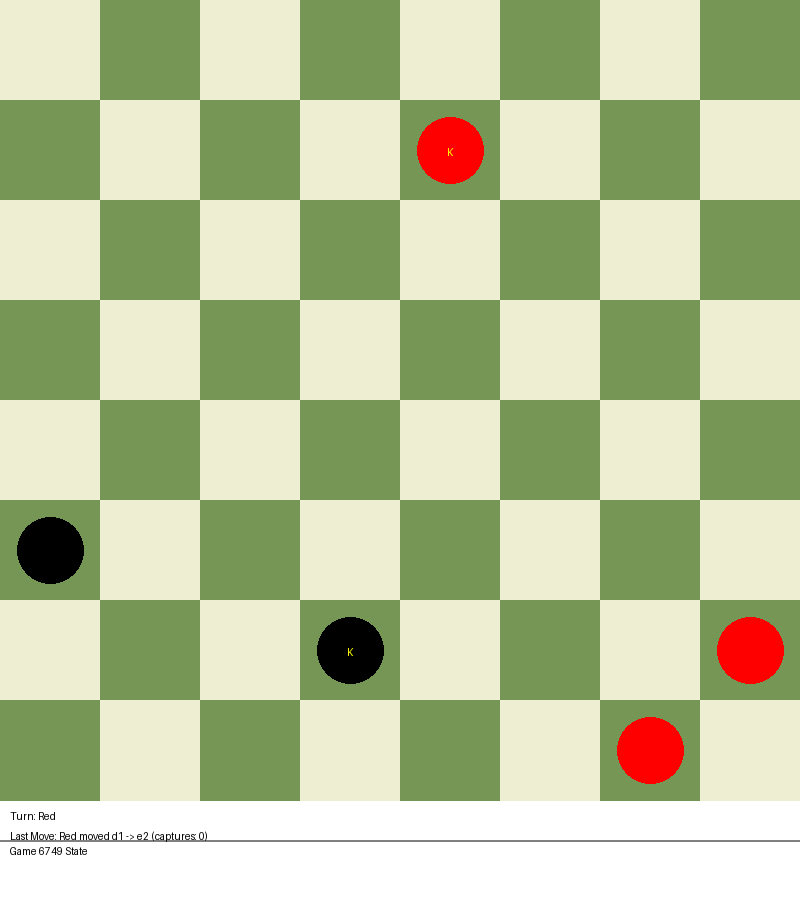 K
K
Turn: Red
Last Move: Red moved d1 -> e2 (captures: 0)
Game 6749 State